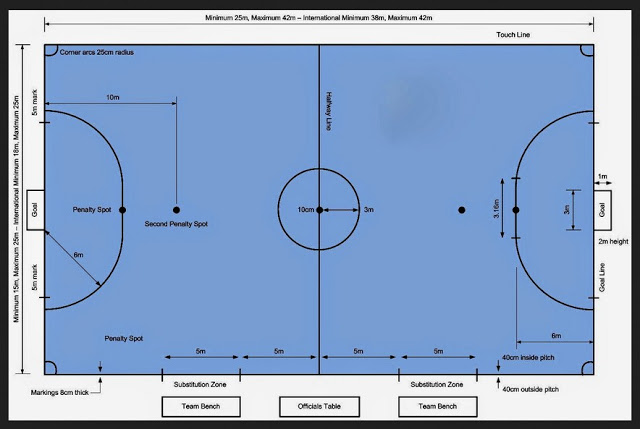 Minimum 25m, Maximum 42m – International Minimum 38m, Maximum 42m
Touch Line
Corner arcs 25cm radius
10m
5m mark
Halfway Line
Minimum 15m, Maximum 25m – International Minimum 18m, Maximum 25m
1m
Goal
Penalty Spot
Second Penalty Spot
10cm
3m
3.16m
3m
Goal
2m height
6m
5m mark
Goal Line
Penalty Spot
6m
5m
5m
5m
5m
40cm inside pitch
Markings 8cm thick
Substitution Zone
Substitution Zone
40cm outside pitch
Team Bench
Officials Table
Team Bench